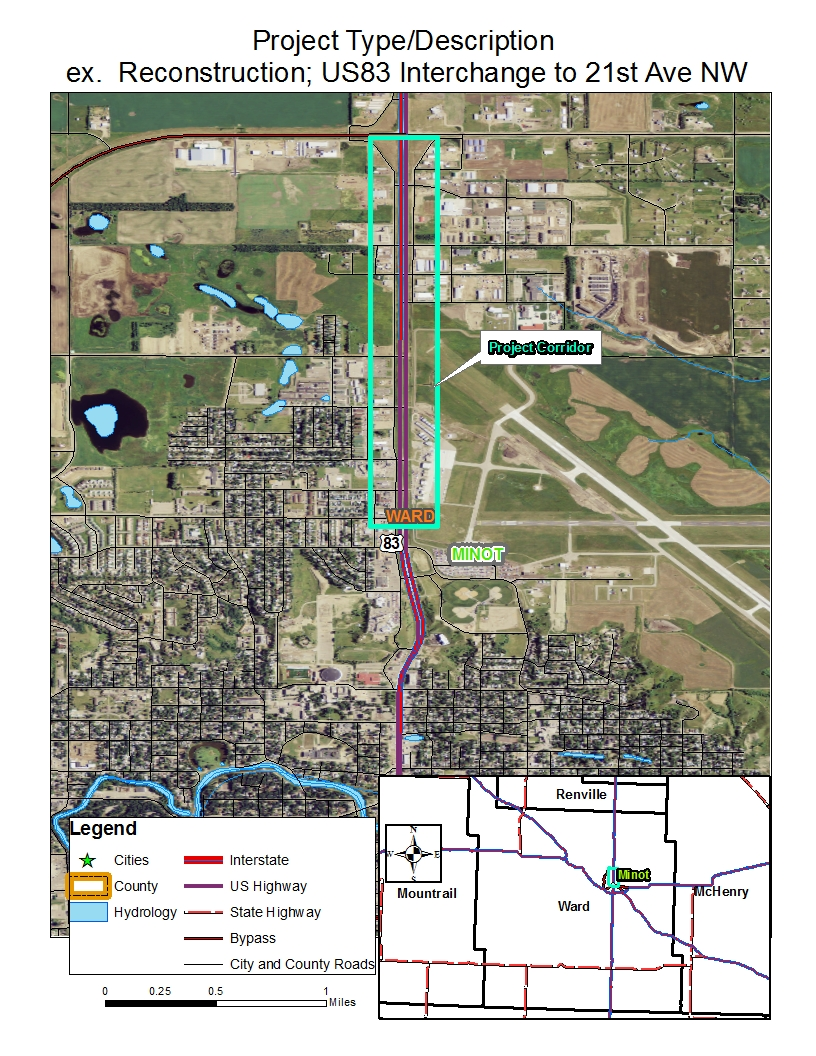 Project Type/Description
ex. Reconstruction; US83 Interchange to 21st Ave NW
Project Corridor
WARD
83
MINOT
Legend
Cities
County
Hydrology
Interstate
US Highway
State Highway
Bypass
City and County Roads
0 0.25 0.5 1
Miles
N
W E
S
Renville
Mountrail
Ward
Minot
McHenry